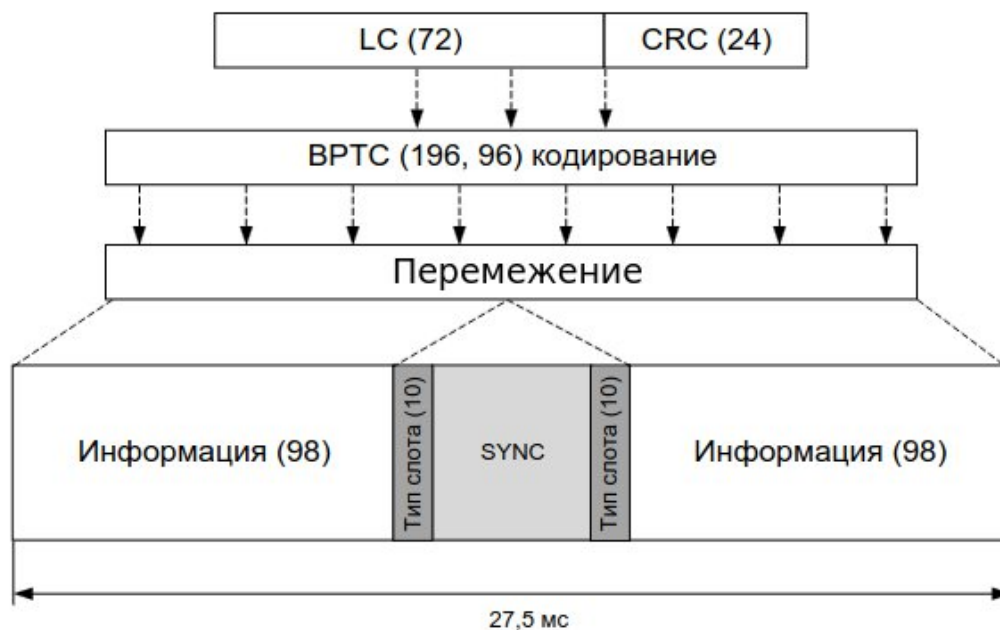 LC (72)
CRC (24)
BPTC (196, 96) кодирование
Перемежение
Информация (98)
Тип слота (10)
SYNC
Тип слота (10)
Информация (98)
27,5 мс